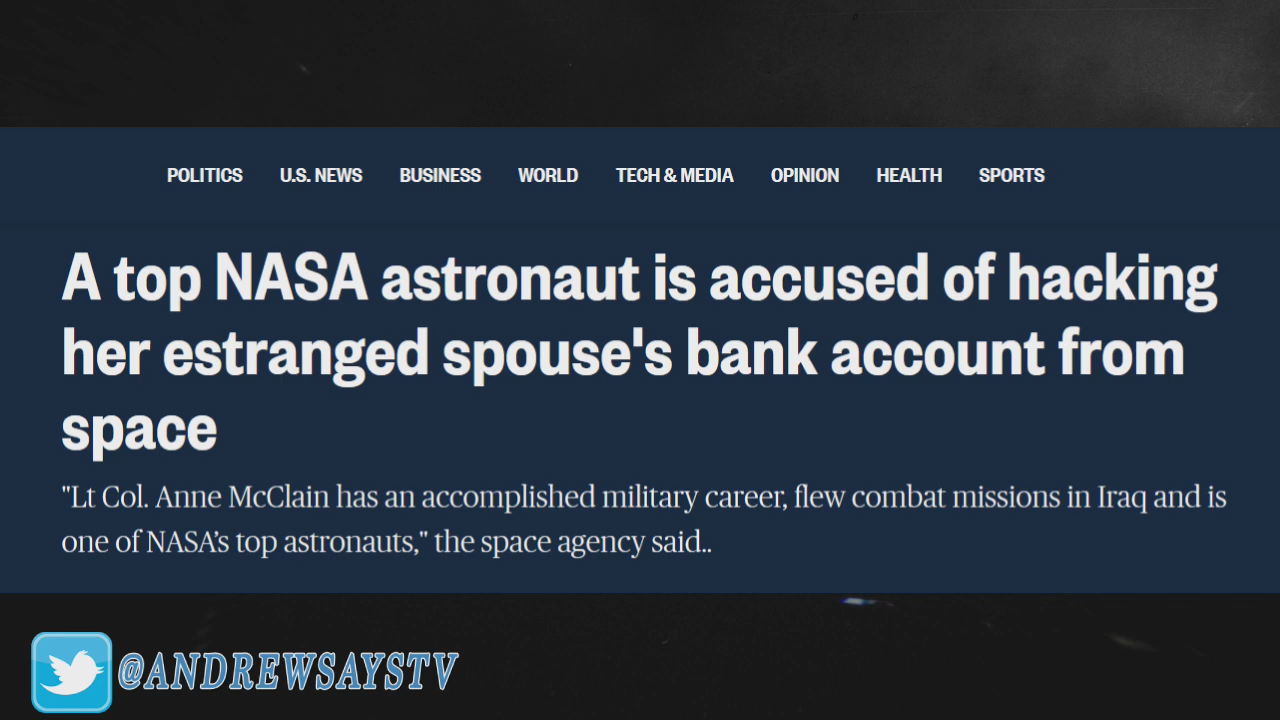 POLITICS U.S. NEWS BUSINESS WORLD TECH & MEDIA OPINION HEALTH SPORTS
A top NASA astronaut is accused of hacking
her estranged spouse's bank account from
space
"Lt Col. Anne McClain has an accomplished military career, flew combat missions in Iraq and is
one of NASA’s top astronauts," the space agency said..
@ANDREWSAYSTV